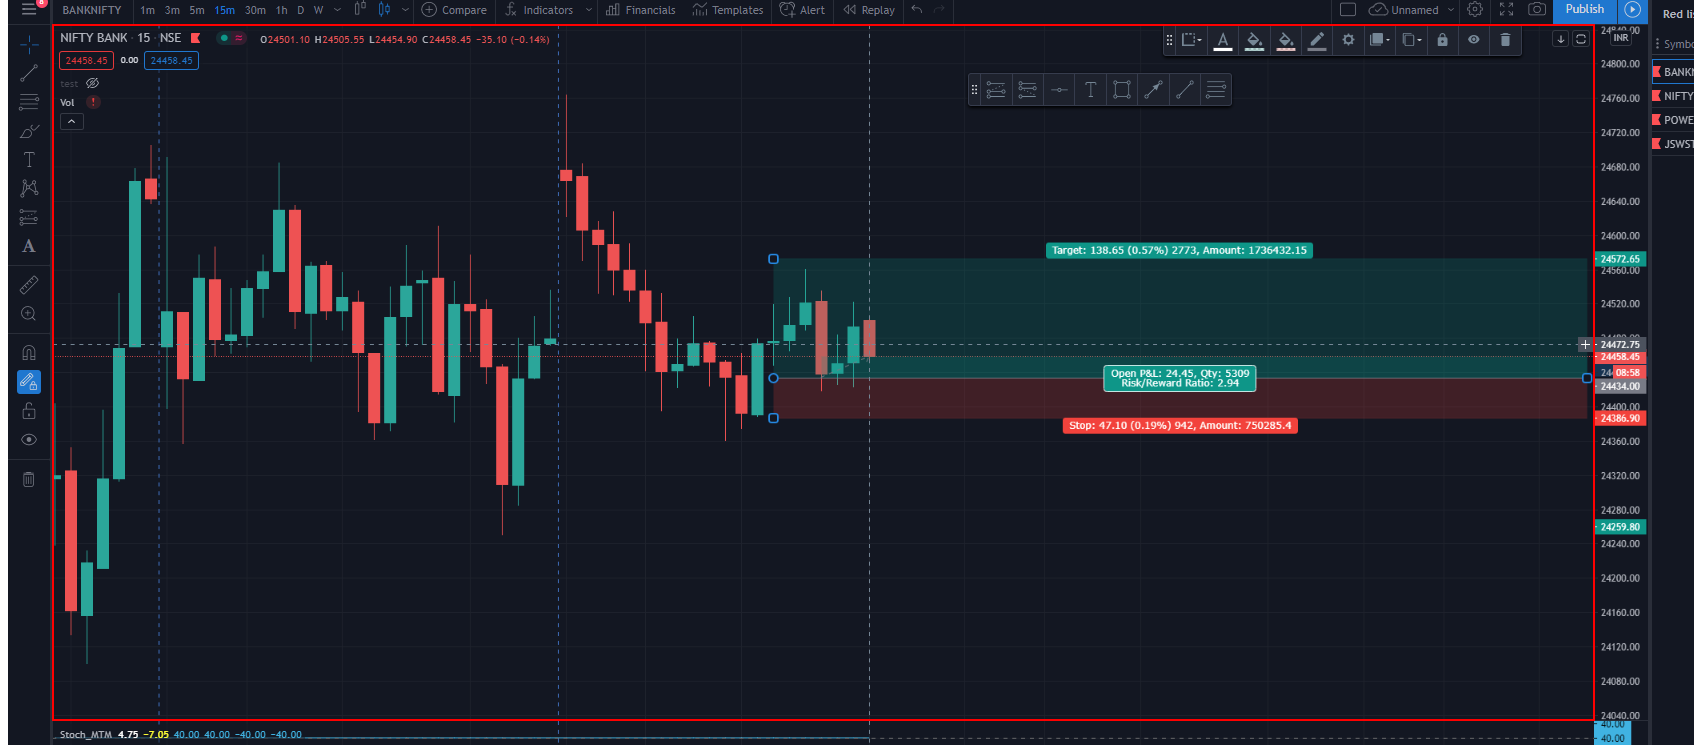 8
BANKNIFTY 1m 3m 5m 15m 30m 1h D W Compare Indicators Financials Templates Alert Replay Unnamed Publish
NIFTY BANK · 15 · NSE O24501.10 H24505.55 L24454.90 C24458.45 −35.10 (−0.14%)
24458.45 0.00 24458.45
test
Vol !
INR
24800.00
24760.00
24720.00
24680.00
24640.00
24600.00
24572.65
24560.00
24520.00
24472.75
24458.45
08:58
24434.00
24400.00
24386.90
24360.00
24320.00
24280.00
24259.80
24240.00
24200.00
24160.00
24120.00
24080.00
24040.00
Target: 138.65 (0.57%) 2773, Amount: 1736432.15
Open P&L: 24.45, Qty: 5309
Risk/Reward Ratio: 2.94
Stop: 47.10 (0.19%) 942, Amount: 750285.4
Stoch_MTM 4.75 −7.05 40.00 40.00 −40.00 −40.00
40.00
40.00
Red li
Symbo
BANKN
NIFTY
POWE
JSWST